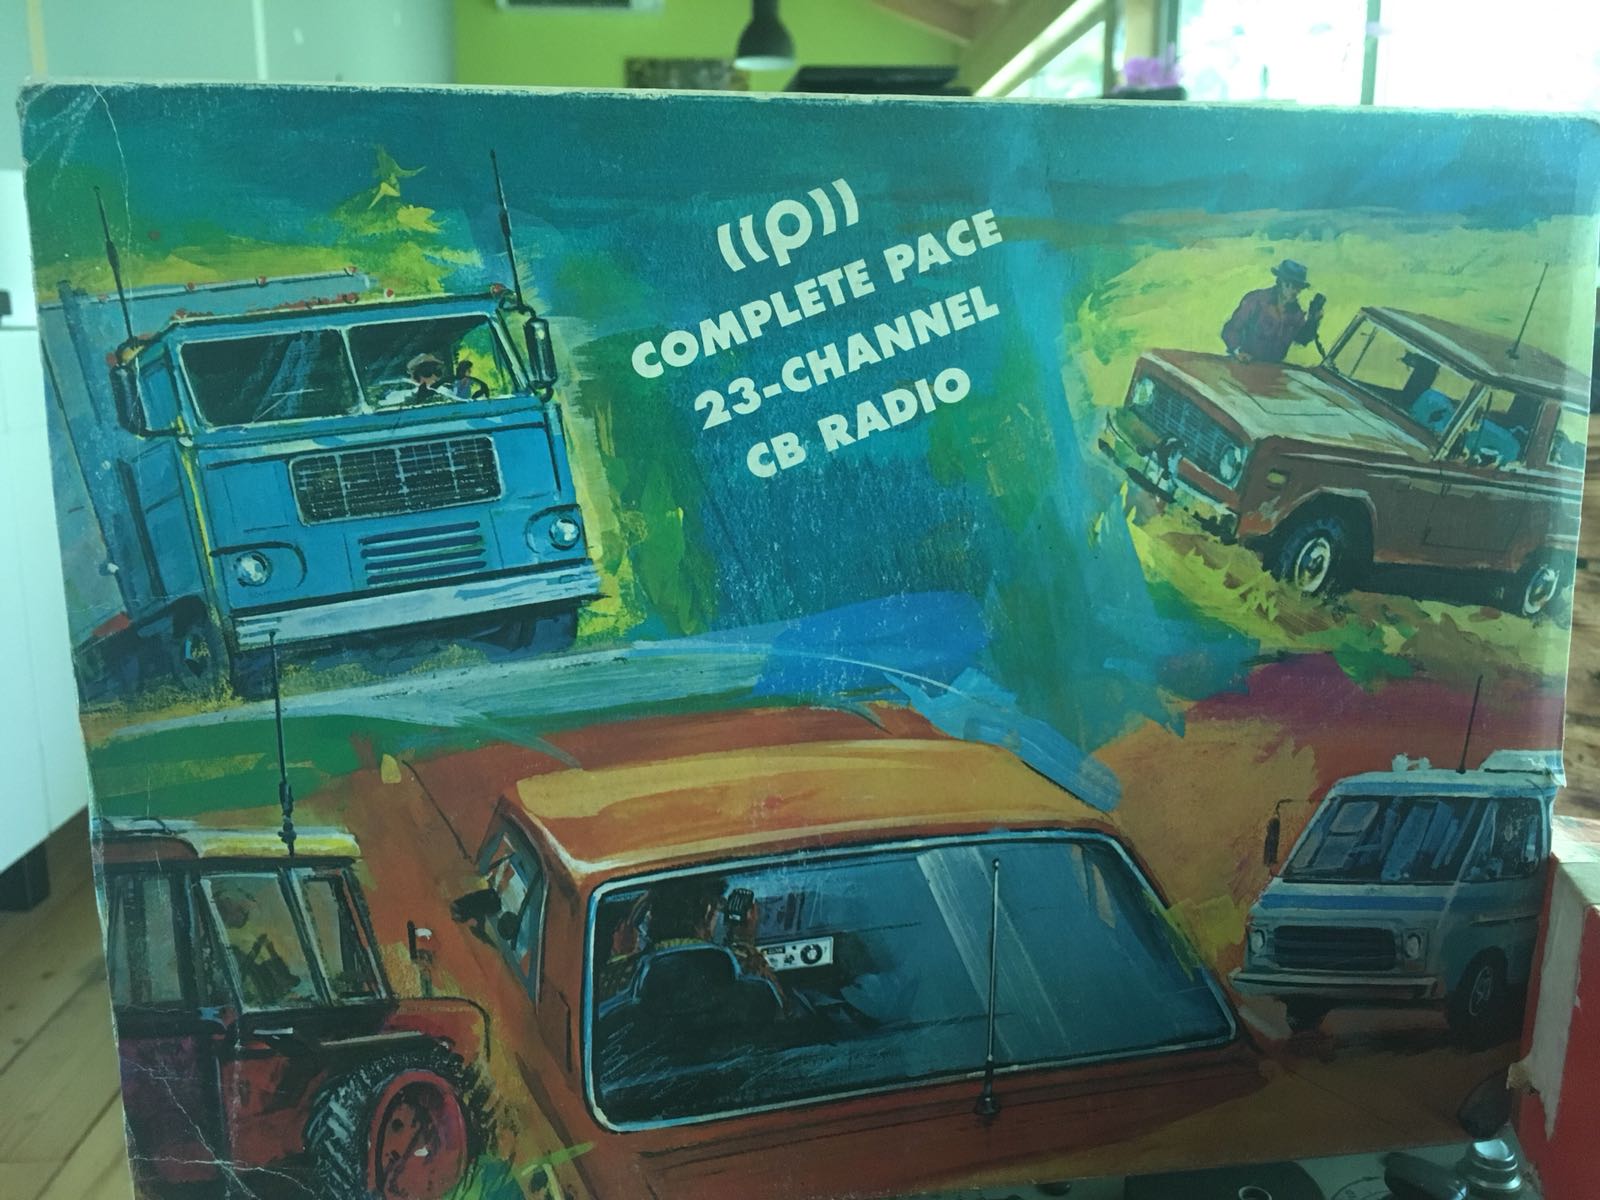 ((p))
COMPLETE PACE
23-CHANNEL
CB RADIO